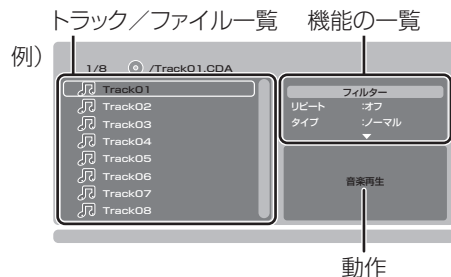 トラック／ファイル一覧 機能の一覧
例）
1/8 /Track01.CDA
Track01
Track02
Track03
Track04
Track05
Track06
Track07
Track08
フィルター
リピート :オフ
タイプ :ノーマル
音楽再生
動作